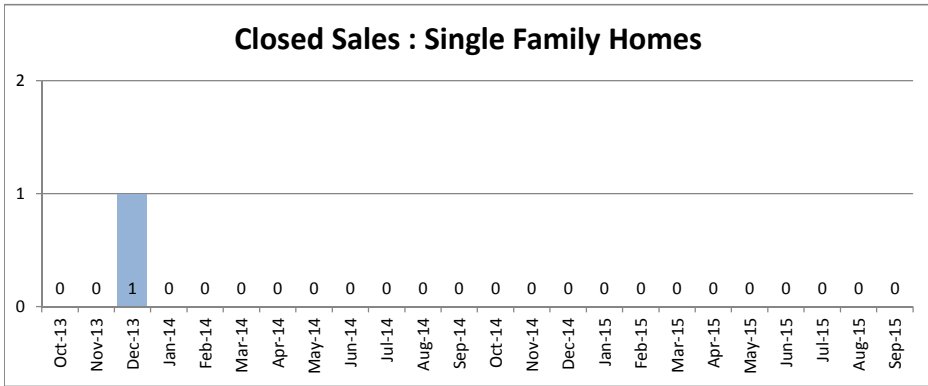 Closed Sales : Single Family Homes
2
1
0
0 0 1 0 0 0 0 0 0 0 0 0 0 0 0 0 0 0 0 0 0 0 0 0
Oct-13 Nov-13 Dec-13 Jan-14 Feb-14 Mar-14 Apr-14 May-14 Jun-14 Jul-14 Aug-14 Sep-14 Oct-14 Nov-14 Dec-14 Jan-15 Feb-15 Mar-15 Apr-15 May-15 Jun-15 Jul-15 Aug-15 Sep-15